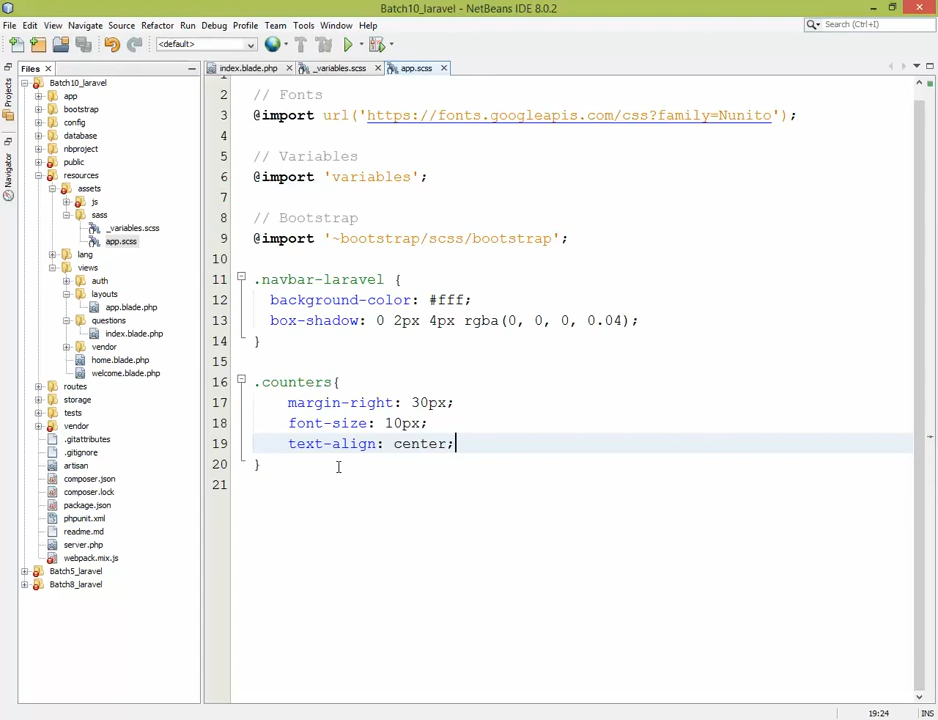 Batch10_laravel - NetBeans IDE 8.0.2
File Edit View Navigate Source Refactor Run Debug Profile Team Tools Window Help
Search (Ctrl+I)
<default>
Files
index.blade.php
_variables.scss
app.scss
Projects
Navigator
Batch10_laravel
app
bootstrap
config
database
nbproject
public
resources
assets
js
sass
_variables.scss
app.scss
lang
views
auth
layouts
app.blade.php
questions
index.blade.php
vendor
home.blade.php
welcome.blade.php
routes
storage
tests
vendor
.gitattributes
.gitignore
artisan
composer.json
composer.lock
package.json
phpunit.xml
readme.md
server.php
webpack.mix.js
Batch5_laravel
Batch8_laravel
2 // Fonts
3 @import url('https://fonts.googleapis.com/css?family=Nunito');
4
5 // Variables
6 @import 'variables';
7
8 // Bootstrap
9 @import '~bootstrap/scss/bootstrap';
10
11 .navbar-laravel {
12 background-color: #fff;
13 box-shadow: 0 2px 4px rgba(0, 0, 0, 0.04);
14 }
15
16 .counters{
17 margin-right: 30px;
18 font-size: 10px;
19 text-align: center;
20 }
21
19:24 INS